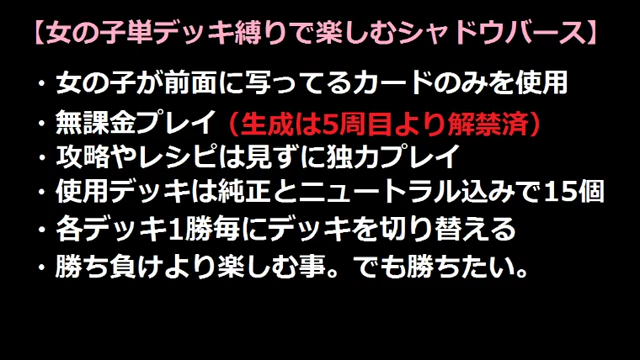 【女の子単デッキ縛りで楽しむシャドウバース】
・女の子が前面に写ってるカードのみを使用
・無課金プレイ（生成は5周目より解禁済）
・攻略やレシピは見ずに独力プレイ
・使用デッキは純正とニュートラル込みで15個
・各デッキ1勝毎にデッキを切り替える
・勝ち負けより楽しむ事。でも勝ちたい。